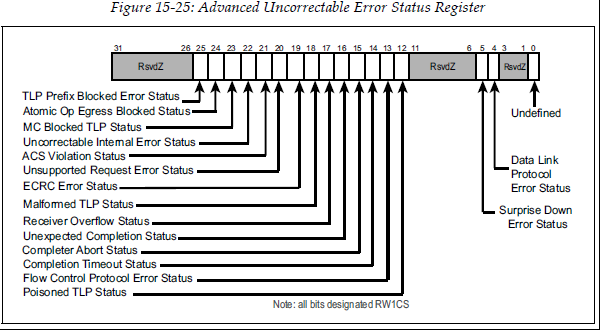 Figure 15-25: Advanced Uncorrectable Error Status Register
31 26 25 24 23 22 21 20 19 18 17 16 15 14 13 12 11 6 5 4 3 1 0
RsvdZ RsvdZ RsvdZ
TLP Prefix Blocked Error Status
Atomic Op Egress Blocked Status
MC Blocked TLP Status
Uncorrectable Internal Error Status
ACS Violation Status
Unsupported Request Error Status
ECRC Error Status
Malformed TLP Status
Receiver Overflow Status
Unexpected Completion Status
Completer Abort Status
Completion Timeout Status
Flow Control Protocol Error Status
Poisoned TLP Status
Undefined
Data Link
Protocol
Error Status
Surprise Down
Error Status
Note: all bits designated RW1CS